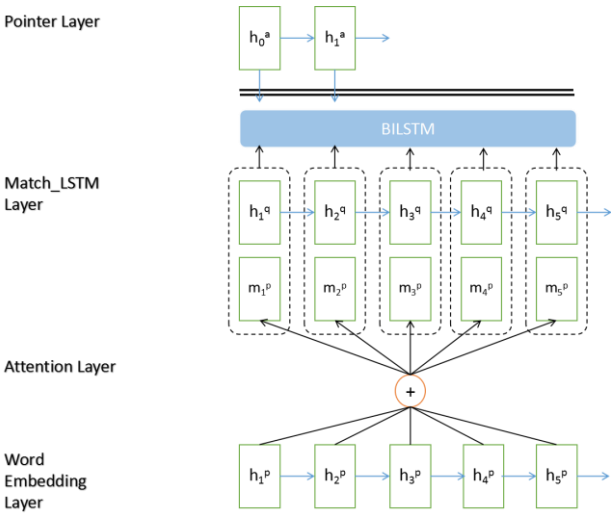 Pointer Layer
h₀ᵃ h₁ᵃ
BILSTM
Match_LSTM
Layer
h₁q h₂q h₃q h₄q h₅q
m₁ᵖ m₂ᵖ m₃ᵖ m₄ᵖ m₅ᵖ
Attention Layer
+
Word
Embedding
Layer
h₁ᵖ h₂ᵖ h₃ᵖ h₄ᵖ h₅ᵖ